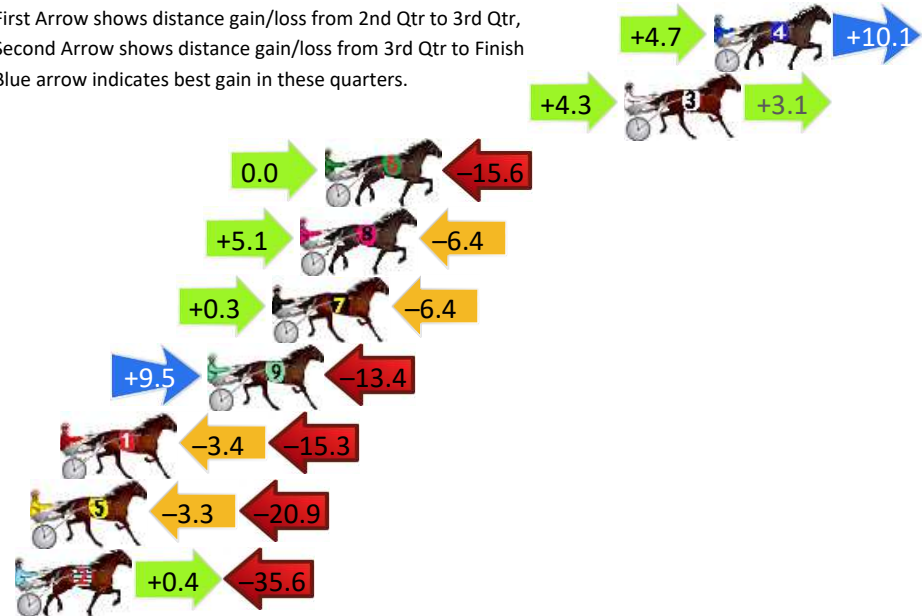 First Arrow shows distance gain/loss from 2nd Qtr to 3rd Qtr,
Second Arrow shows distance gain/loss from 3rd Qtr to Finish
Blue arrow indicates best gain in these quarters.
+4.7 4 +10.1
+4.3 3 +3.1
0.0 6 –15.6
+5.1 8 –6.4
+0.3 7 –6.4
+9.5 9 –13.4
1 –3.4 –15.3
5 –3.3 –20.9
2 +0.4 –35.6